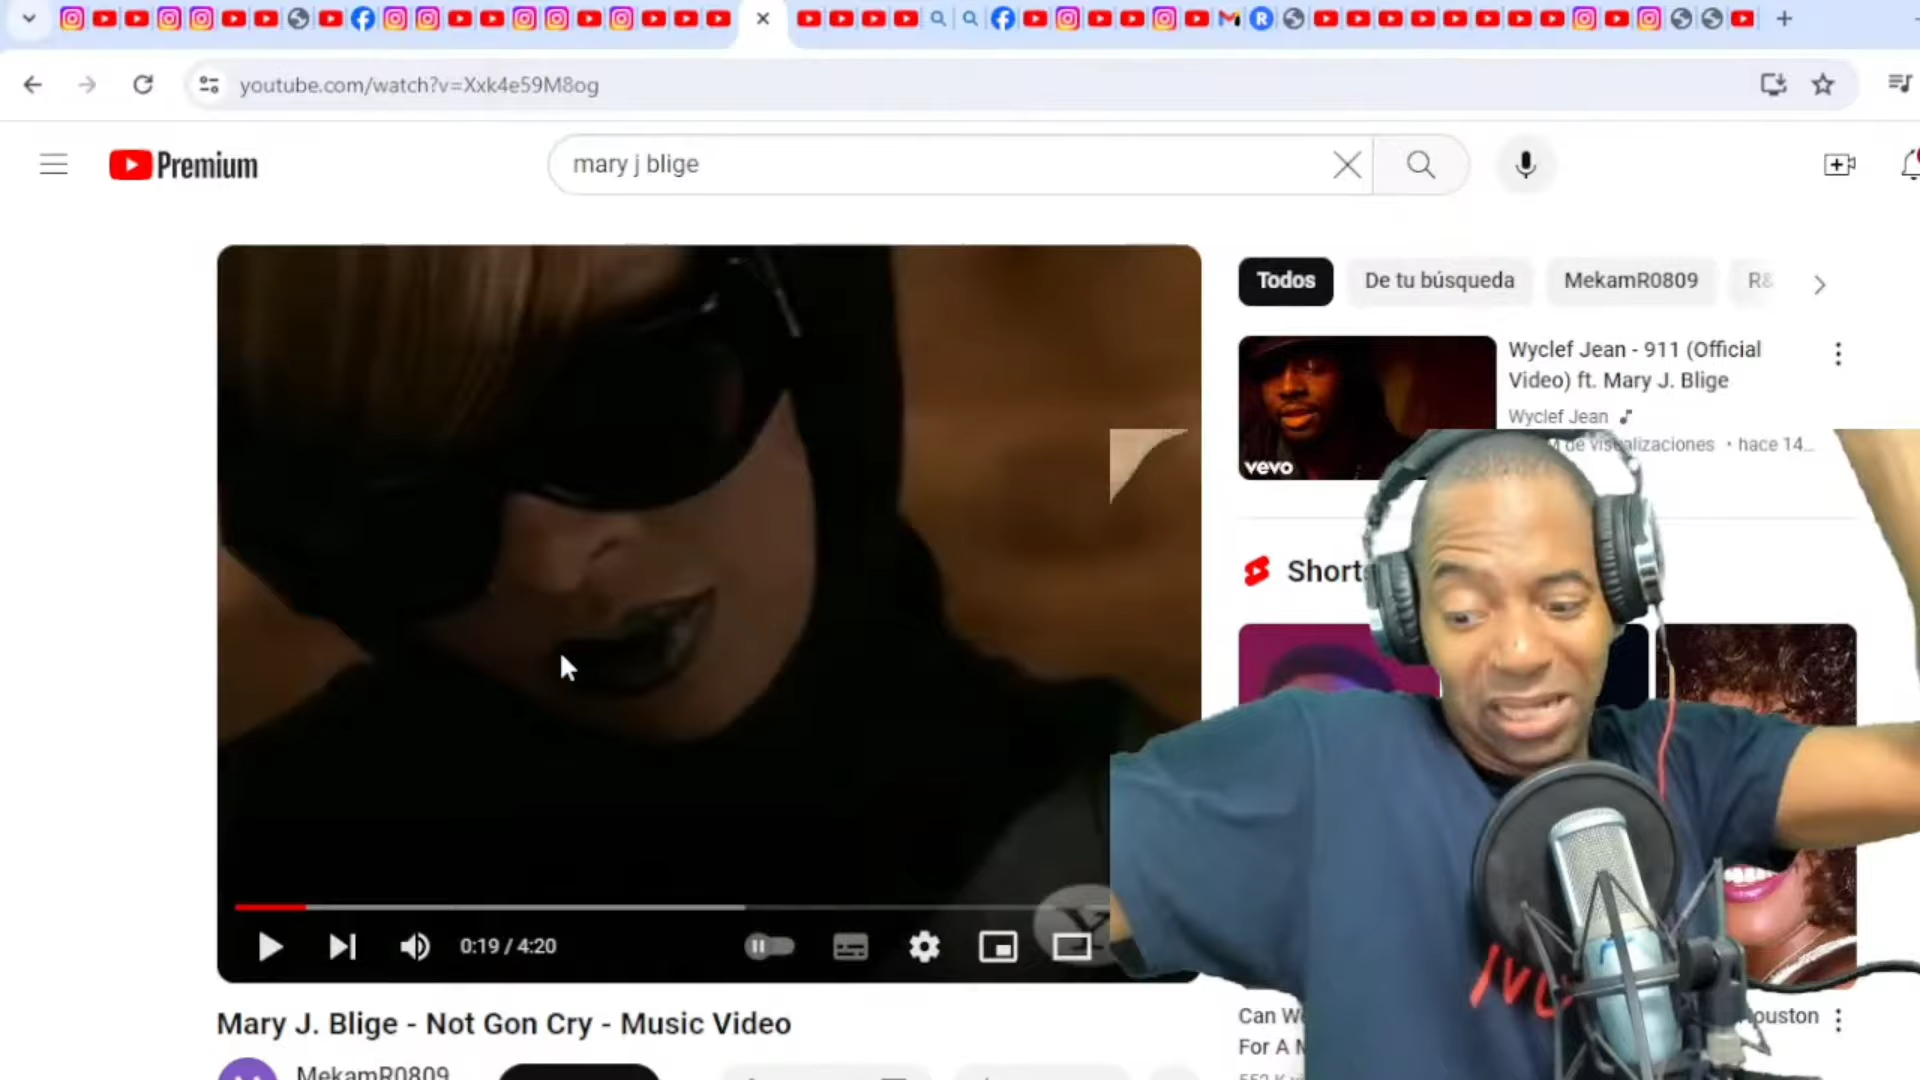 youtube.com/watch?v=Xxk4e59M8og
Premium
mary j blige
Todos
De tu búsqueda
MekamR0809
R&
Wyclef Jean - 911 (Official
Video) ft. Mary J. Blige
Wyclef Jean
de visualizaciones • hace 14...
vevo
Shorts
0:19 / 4:20
Mary J. Blige - Not Gon Cry - Music Video
Can
For A
ouston
MekamR0809